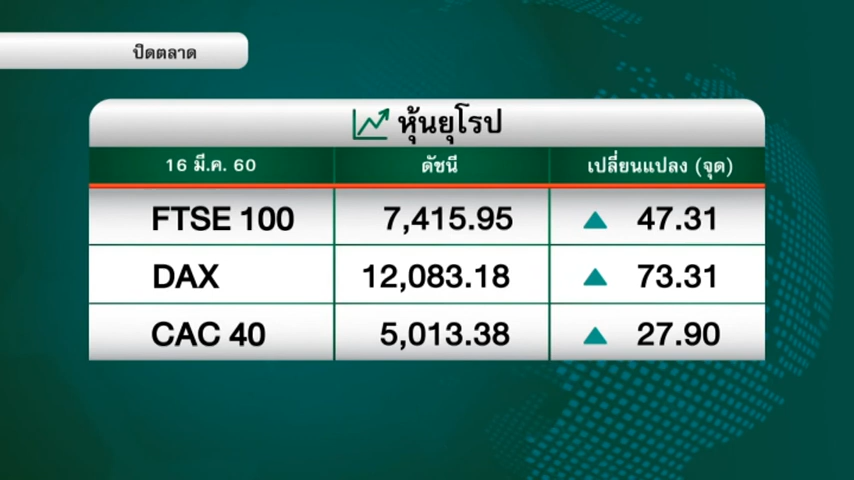 ปิดตลาด
หุ้นยุโรป
16 มี.ค. 60 ดัชนี เปลี่ยนแปลง (จุด)
FTSE 100 7,415.95 ▲ 47.31
DAX 12,083.18 ▲ 73.31
CAC 40 5,013.38 ▲ 27.90